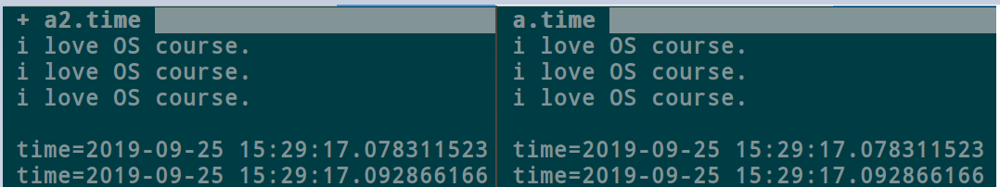 + a2.time
i love OS course.
i love OS course.
i love OS course.
time=2019-09-25 15:29:17.078311523
time=2019-09-25 15:29:17.092866166
a.time
i love OS course.
i love OS course.
i love OS course.
time=2019-09-25 15:29:17.078311523
time=2019-09-25 15:29:17.092866166